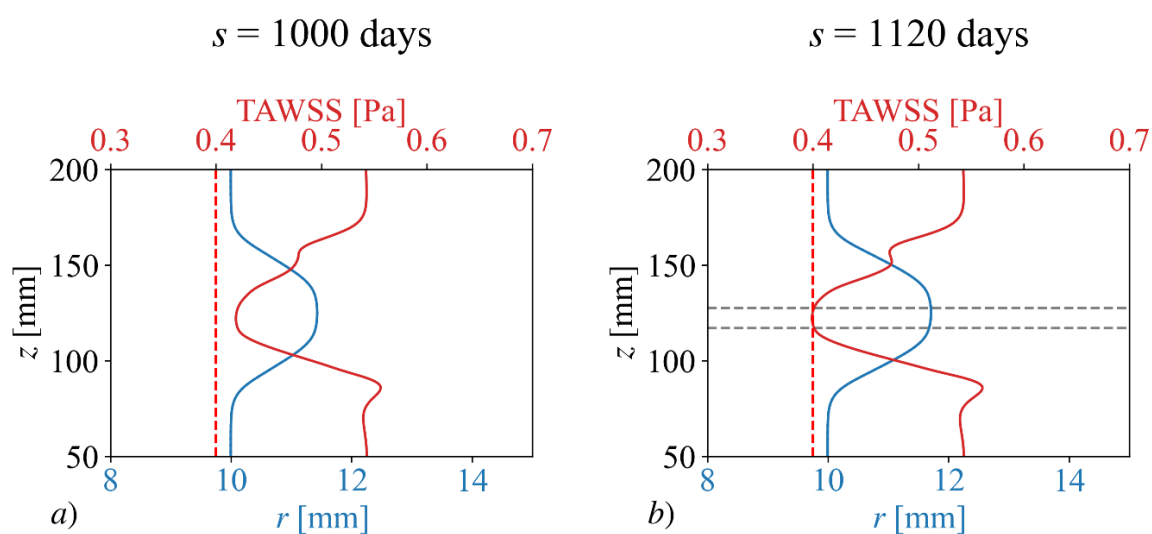 s = 1000 days
s = 1120 days
TAWSS [Pa]
0.3 0.4 0.5 0.6 0.7
200
150
100
50
z [mm]
8 10 12 14
a)
r [mm]
TAWSS [Pa]
0.3 0.4 0.5 0.6 0.7
200
150
100
50
z [mm]
8 10 12 14
b)
r [mm]